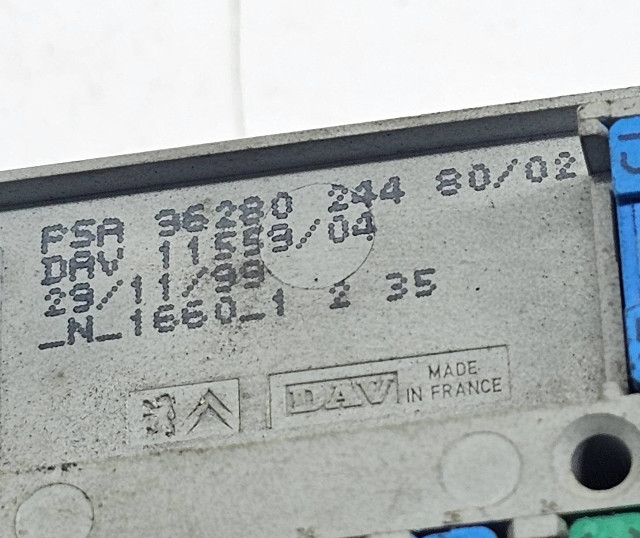 PSA 96280 244 80/02
DAV 11559/04
29/11/99
_N_1660_1 2 35
DAV MADE IN FRANCE